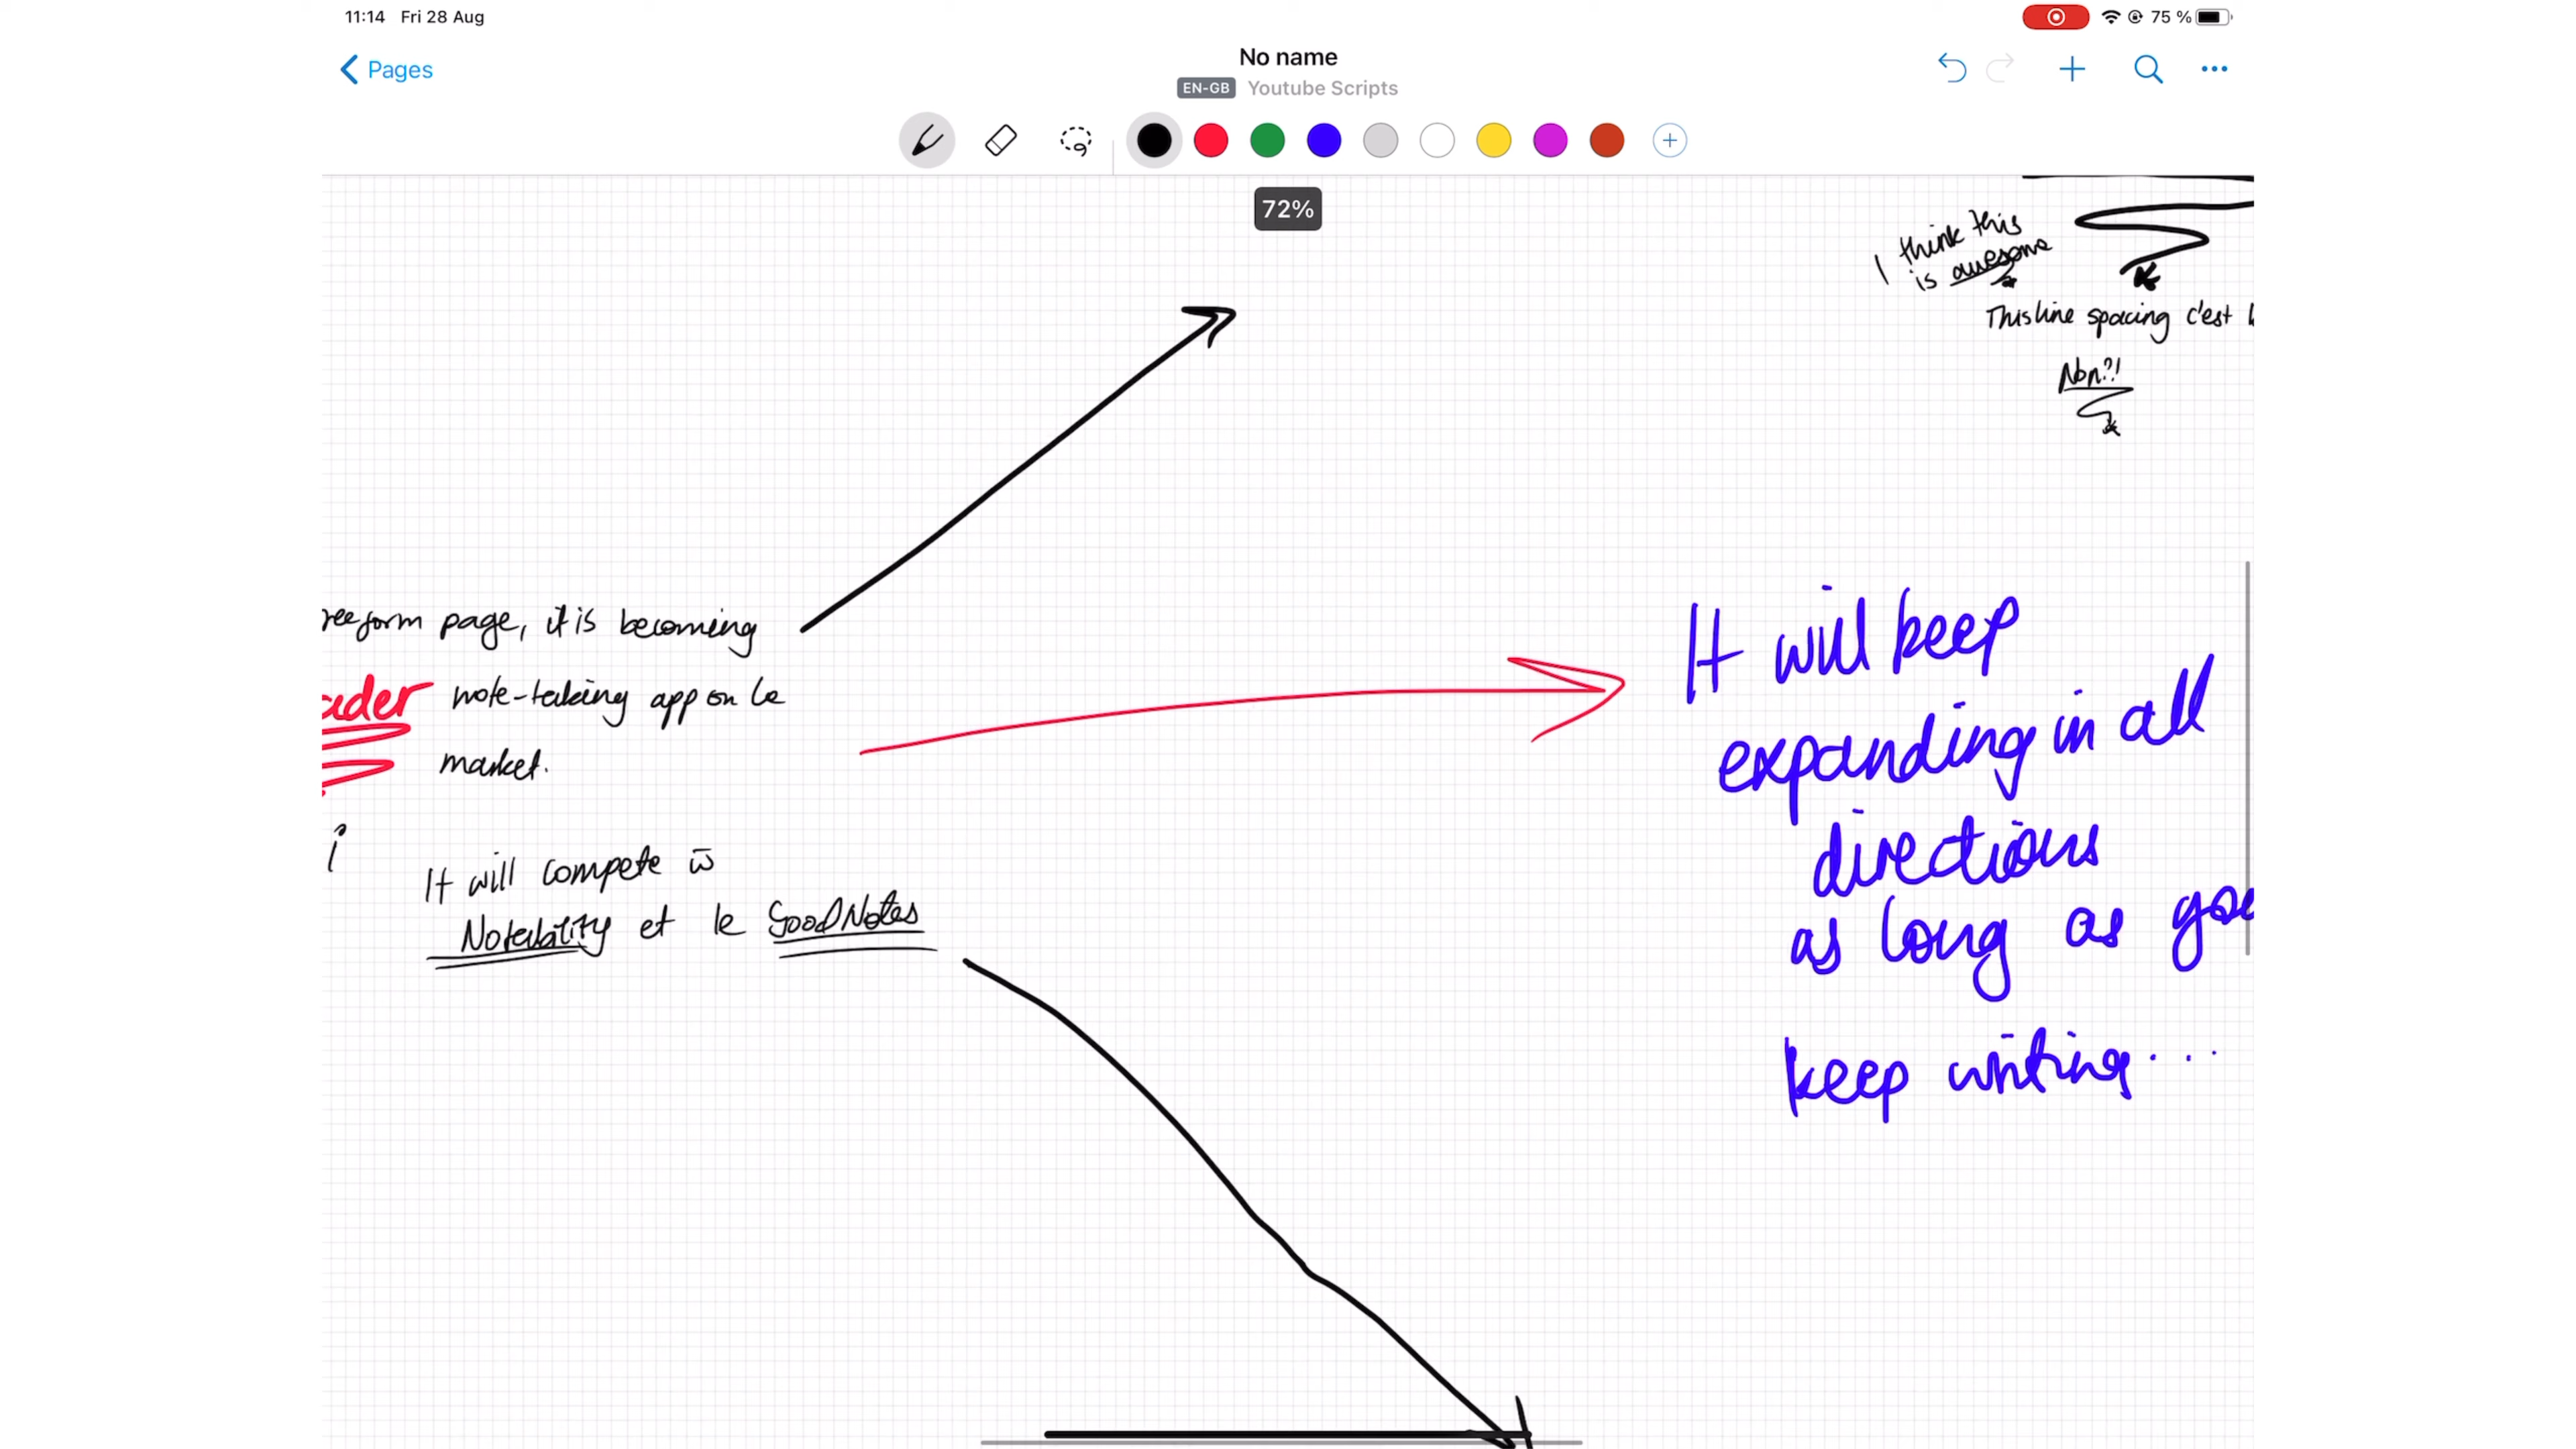 11:14 Fri 28 Aug
75 %
Pages
No name
EN-GB Youtube Scripts
72%
I think this
is awesome
This line spacing c'est
Non?!
reeform page, it is becoming
ader note-taking app on le
market.
i
It will compete w̄
Notability et le GoodNotes
It will keep
expanding in all
directions
as long as you
keep writing...